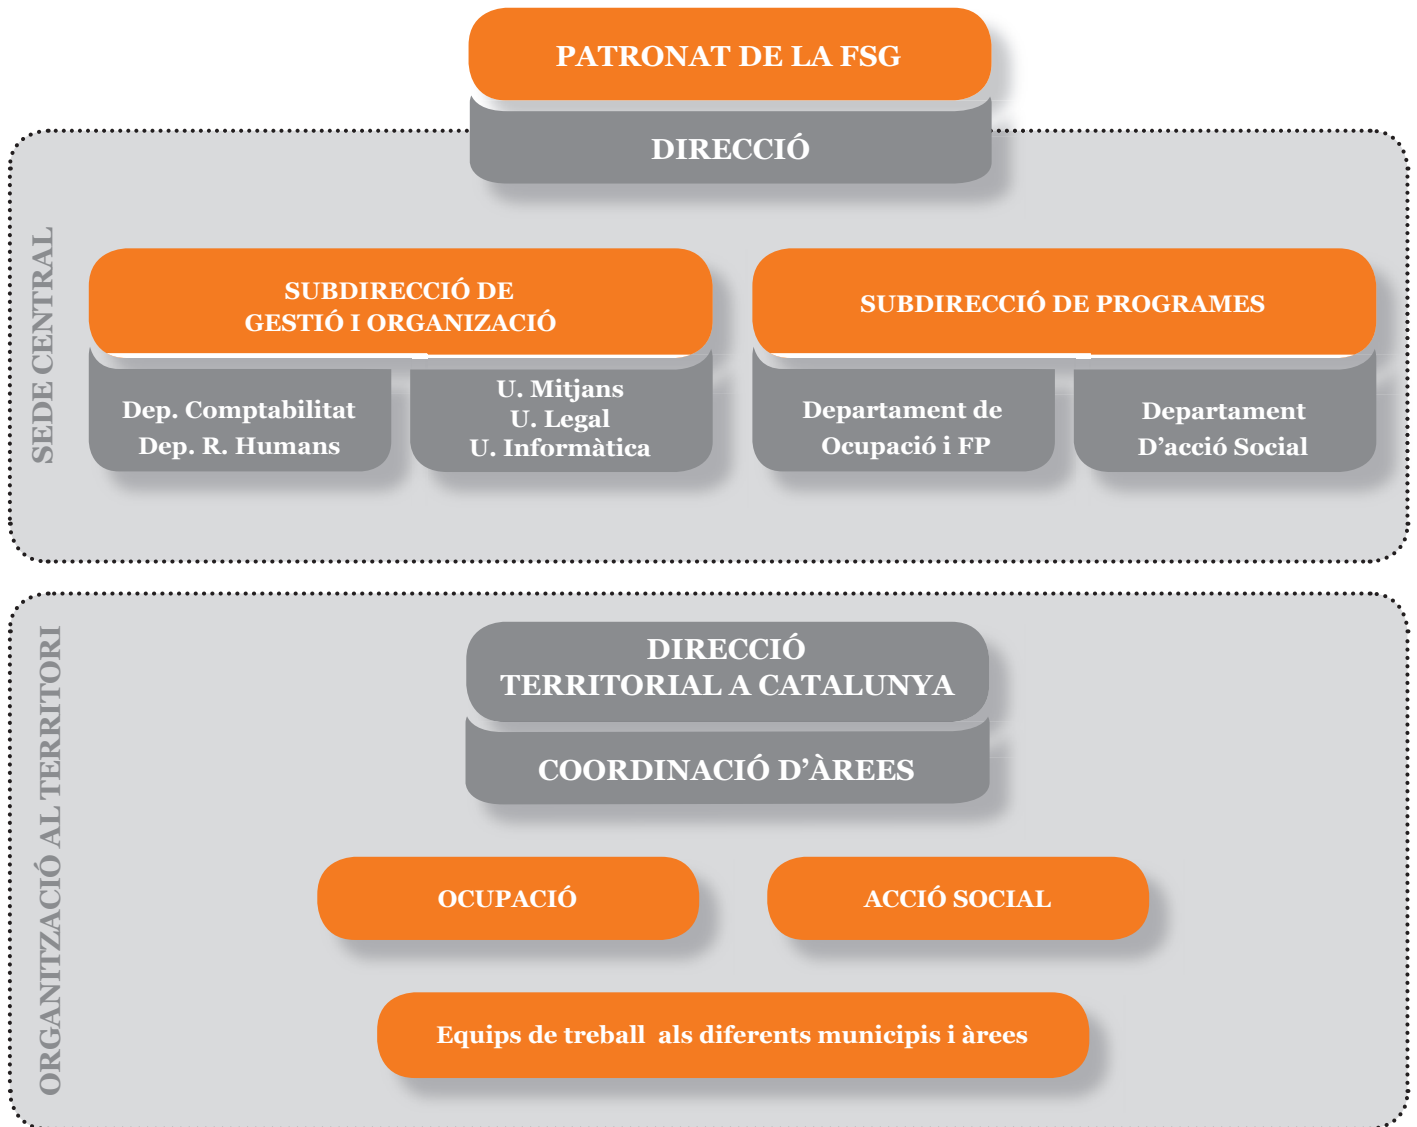 PATRONAT DE LA FSG
DIRECCIÓ
SEDE CENTRAL
SUBDIRECCIÓ DE
GESTIÓ I ORGANIZACIÓ
Dep. Comptabilitat
Dep. R. Humans
U. Mitjans
U. Legal
U. Informàtica
SUBDIRECCIÓ DE PROGRAMES
Departament de
Ocupació i FP
Departament
D’acció Social
ORGANITZACIÓ AL TERRITORI
DIRECCIÓ
TERRITORIAL A CATALUNYA
COORDINACIÓ D’ÀREES
OCUPACIÓ
ACCIÓ SOCIAL
Equips de treball als diferents municipis i àrees